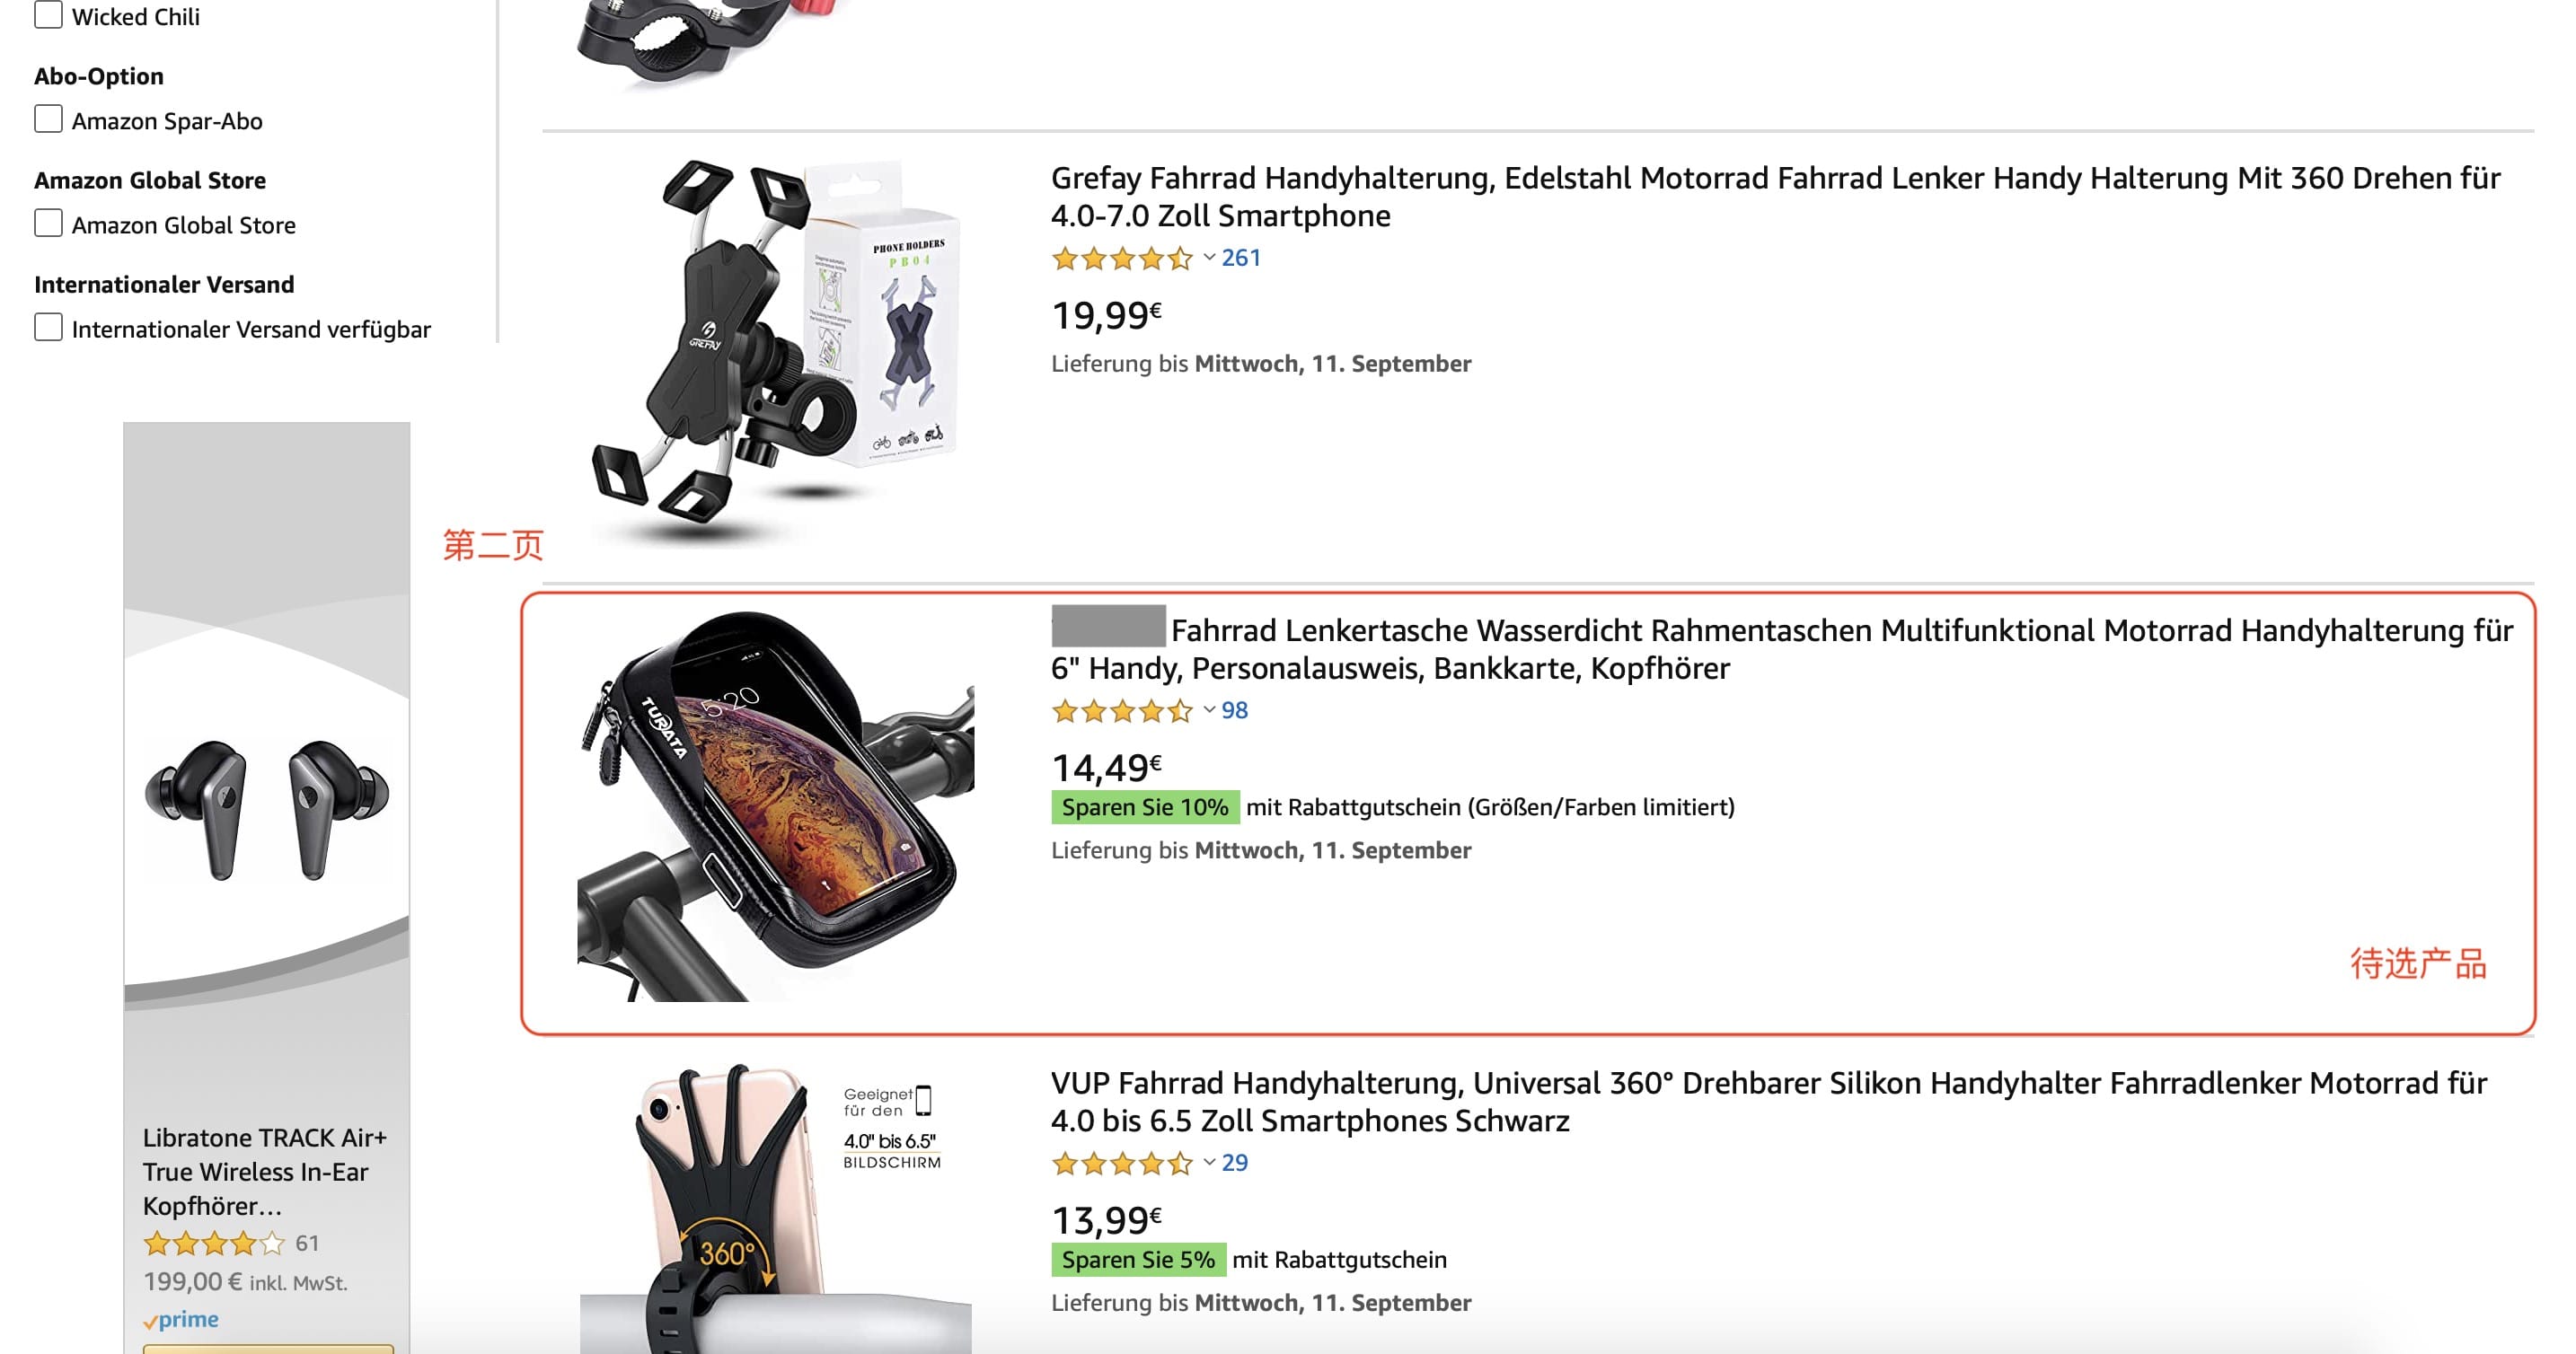 Wicked Chili
Abo-Option
Amazon Spar-Abo
Amazon Global Store
Amazon Global Store
Internationaler Versand
Internationaler Versand verfügbar
Libratone TRACK Air+
True Wireless In-Ear
Kopfhörer...
61
199,00 € inkl. MwSt.
prime
PHONE HOLDERS
PB04
GREFAY
Grefay Fahrrad Handyhalterung, Edelstahl Motorrad Fahrrad Lenker Handy Halterung Mit 360 Drehen für
4.0-7.0 Zoll Smartphone
261
19,99€
Lieferung bis Mittwoch, 11. September
第二页
TURATA
5:20
Fahrrad Lenkertasche Wasserdicht Rahmentaschen Multifunktional Motorrad Handyhalterung für
6" Handy, Personalausweis, Bankkarte, Kopfhörer
98
14,49€
Sparen Sie 10% mit Rabattgutschein (Größen/Farben limitiert)
Lieferung bis Mittwoch, 11. September
待选产品
Geeignet
für den
4.0" bis 6.5"
BILDSCHIRM
360°
VUP Fahrrad Handyhalterung, Universal 360° Drehbarer Silikon Handyhalter Fahrradlenker Motorrad für
4.0 bis 6.5 Zoll Smartphones Schwarz
29
13,99€
Sparen Sie 5% mit Rabattgutschein
Lieferung bis Mittwoch, 11. September